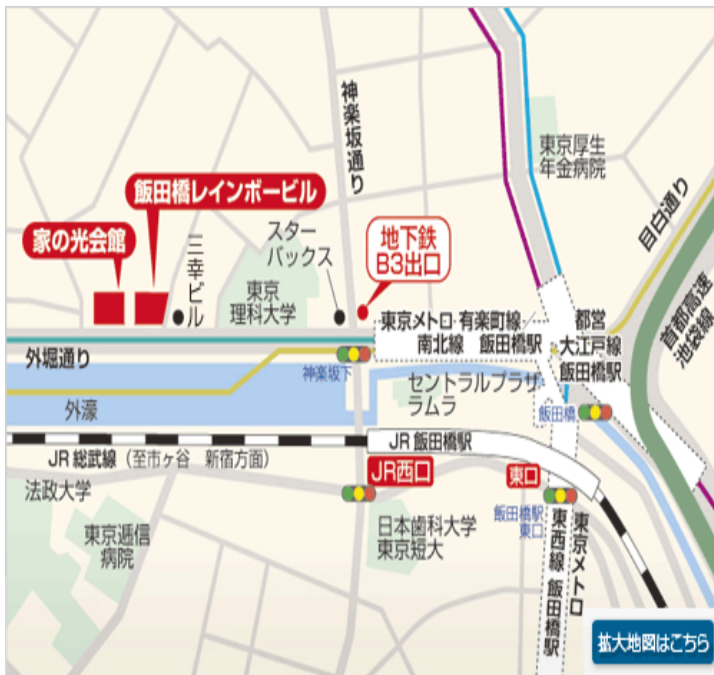 神楽坂通り
東京厚生
年金病院
飯田橋レインボービル
目白通り
家の光会館
三幸ビル
スター
バックス
地下鉄
B3出口
東京
理科大学
首都高速
池袋線
東京メトロ 有楽町線
南北線 飯田橋駅
都営
大江戸線
飯田橋駅
外堀通り
神楽坂下
セントラルプラザ
ラムラ
飯田橋
外濠
JR 飯田橋駅
JR 総武線（至市ヶ谷 新宿方面）
JR西口
東口
法政大学
東京逓信
病院
日本歯科大学
東京短大
飯田橋駅
東口
東京メトロ
東西線 飯田橋駅
拡大地図はこちら